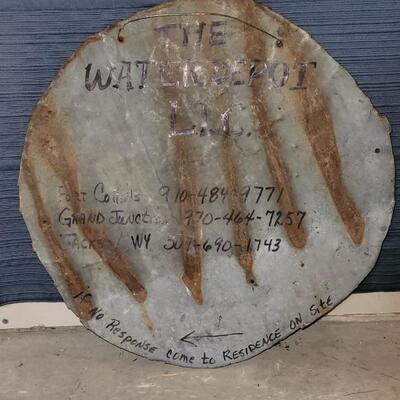 THE
WATER DEPOT
LLC.
Fort Collins 970-484-9771
GRAND JUNCTION 970-464-7257
JACKSON WY 307-690-1743
IF No RESPONSE come to RESIDENCE ON SITE